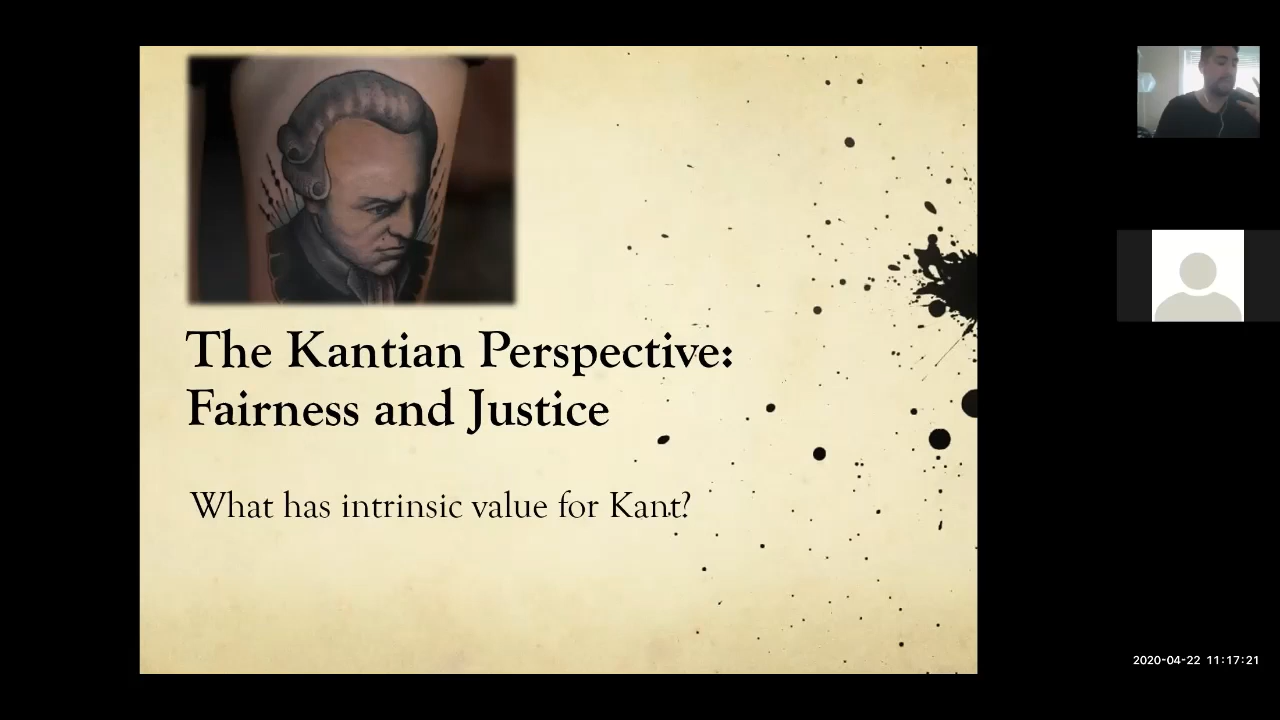 The Kantian Perspective:
Fairness and Justice
What has intrinsic value for Kant?
2020-04-22 11:17:21